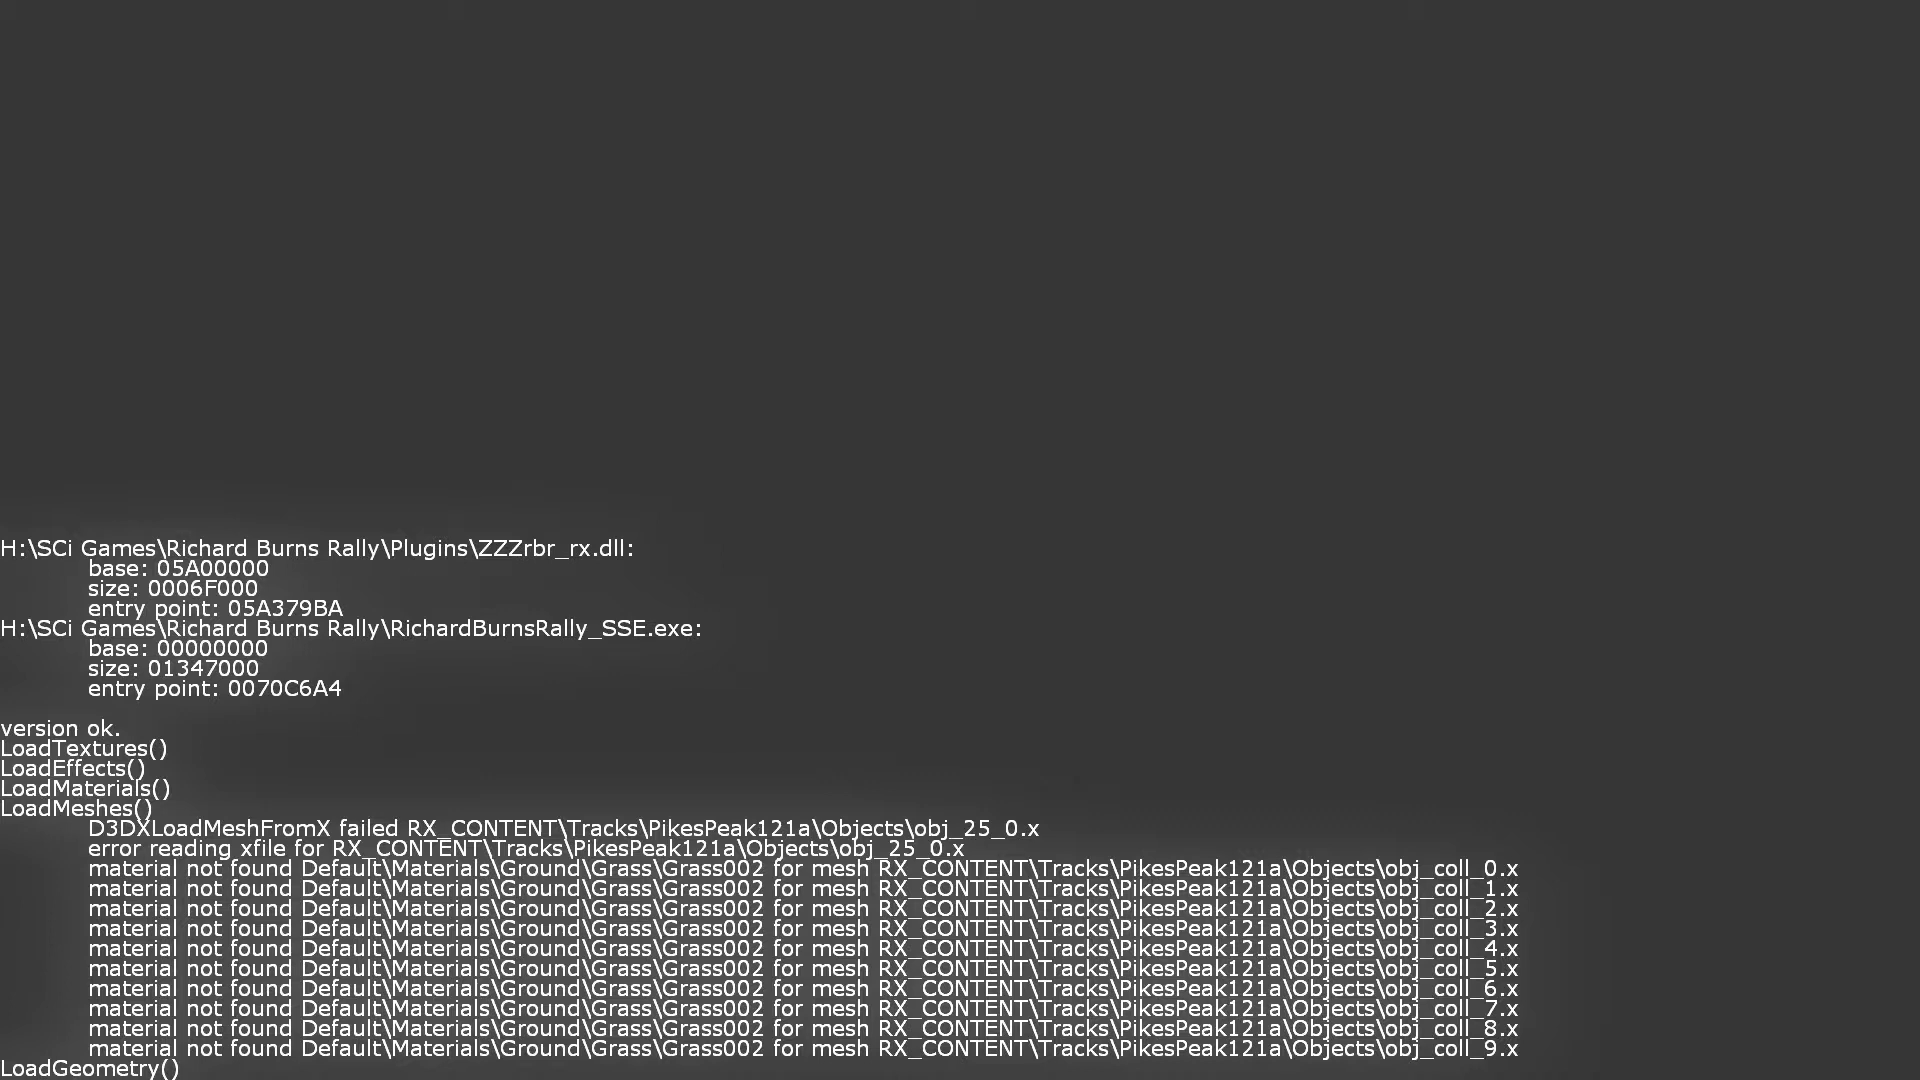 H:\SCi Games\Richard Burns Rally\Plugins\ZZZrbr_rx.dll:
base: 05A00000
size: 0006F000
entry point: 05A379BA
H:\SCi Games\Richard Burns Rally\RichardBurnsRally_SSE.exe:
base: 00000000
size: 01347000
entry point: 0070C6A4
version ok.
LoadTextures()
LoadEffects()
LoadMaterials()
LoadMeshes()
D3DXLoadMeshFromX failed RX_CONTENT\Tracks\PikesPeak121a\Objects\obj_25_0.x
error reading xfile for RX_CONTENT\Tracks\PikesPeak121a\Objects\obj_25_0.x
material not found Default\Materials\Ground\Grass\Grass002 for mesh RX_CONTENT\Tracks\PikesPeak121a\Objects\obj_coll_0.x
material not found Default\Materials\Ground\Grass\Grass002 for mesh RX_CONTENT\Tracks\PikesPeak121a\Objects\obj_coll_1.x
material not found Default\Materials\Ground\Grass\Grass002 for mesh RX_CONTENT\Tracks\PikesPeak121a\Objects\obj_coll_2.x
material not found Default\Materials\Ground\Grass\Grass002 for mesh RX_CONTENT\Tracks\PikesPeak121a\Objects\obj_coll_3.x
material not found Default\Materials\Ground\Grass\Grass002 for mesh RX_CONTENT\Tracks\PikesPeak121a\Objects\obj_coll_4.x
material not found Default\Materials\Ground\Grass\Grass002 for mesh RX_CONTENT\Tracks\PikesPeak121a\Objects\obj_coll_5.x
material not found Default\Materials\Ground\Grass\Grass002 for mesh RX_CONTENT\Tracks\PikesPeak121a\Objects\obj_coll_6.x
material not found Default\Materials\Ground\Grass\Grass002 for mesh RX_CONTENT\Tracks\PikesPeak121a\Objects\obj_coll_7.x
material not found Default\Materials\Ground\Grass\Grass002 for mesh RX_CONTENT\Tracks\PikesPeak121a\Objects\obj_coll_8.x
material not found Default\Materials\Ground\Grass\Grass002 for mesh RX_CONTENT\Tracks\PikesPeak121a\Objects\obj_coll_9.x
LoadGeometry()